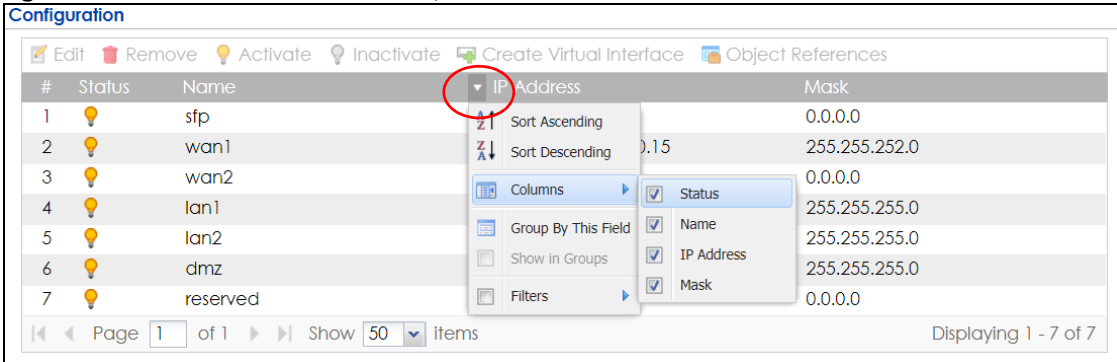 Configuration
Edit Remove Activate Inactivate Create Virtual Interface Object References
# Status Name IP Address Mask
1 sfp 0.0.0.0
2 wan1 0.15 255.255.252.0
3 wan2 0.0.0.0
4 lan1 255.255.255.0
5 lan2 255.255.255.0
6 dmz 255.255.255.0
7 reserved 0.0.0.0
Sort Ascending
Sort Descending
Columns
Group By This Field
Show in Groups
Filters
Status
Name
IP Address
Mask
Page 1 of 1 Show 50 items Displaying 1 - 7 of 7